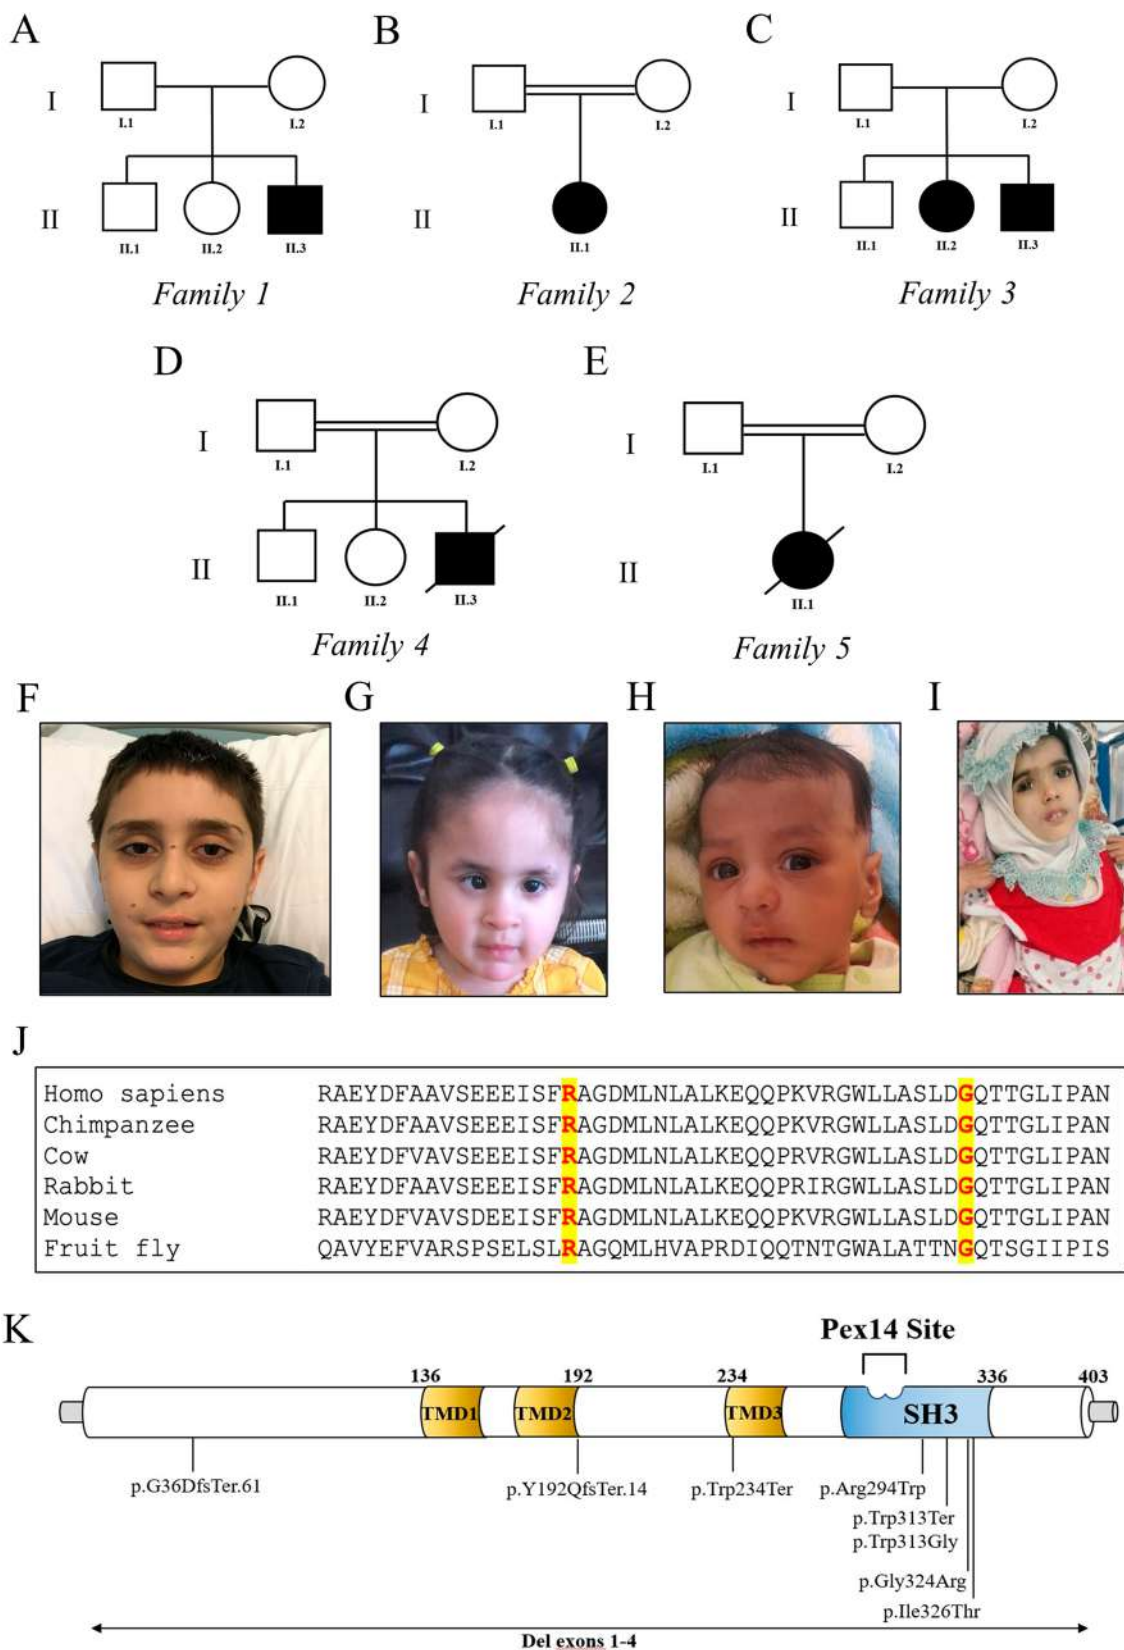 A
B
C
I
I.1
I.2
I
I.1
I.2
I
I.1
I.2
II
II.1
II.2
II.3
II
II.1
II
II.1
II.2
II.3
Family 1
Family 2
Family 3
D
E
I
I.1
I.2
I
I.1
I.2
II
II.1
II.2
II.3
II
II.1
Family 4
Family 5
F
G
H
I
J
Homo sapiens RAEYDFAAVSEEEISFRAGDMLNLALKEQQPKVRGWLLASLDGQTTGLIPAN
Chimpanzee RAEYDFAAVSEEEISFRAGDMLNLALKEQQPKVRGWLLASLDGQTTGLIPAN
Cow RAEYDFVAVSEEEISFRAGDMLNLALKEQQPRVRGWLLASLDGQTTGLIPAN
Rabbit RAEYDFAAVSEEEISFRAGDMLNLALKEQQPRIRGWLLASLDGQTTGLIPAN
Mouse RAEYDFVAVSDEEISFRAGDMLNLALKEQQPKVRGWLLASLDGQTTGLIPAN
Fruit fly QAVYEFVARSPSELSLRAGQMLHVAPRDIQQTNTGWALATTNGQTSGIIPIS
K
Pex14 Site
136
192
234
336
403
TMD1
TMD2
TMD3
SH3
p.G36DfsTer.61
p.Y192QfsTer.14
p.Trp234Ter
p.Arg294Trp
p.Trp313Ter
p.Trp313Gly
p.Gly324Arg
p.Ile326Thr
Del exons 1-4